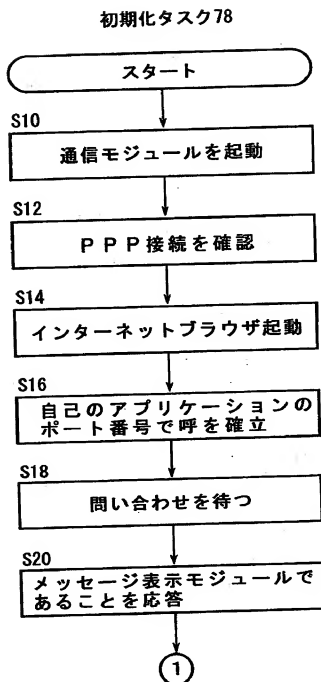 初期化タスク78
スタート
S10
通信モジュールを起動
S12
PPP接続を確認
S14
インターネットブラウザ起動
S16
自己のアプリケーションの
ポート番号で呼を確立
S18
問い合わせを待つ
S20
メッセージ表示モジュールで
あることを応答
1